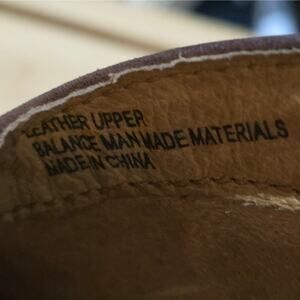 LEATHER UPPER
BALANCE MAN MADE MATERIALS
MADE IN CHINA